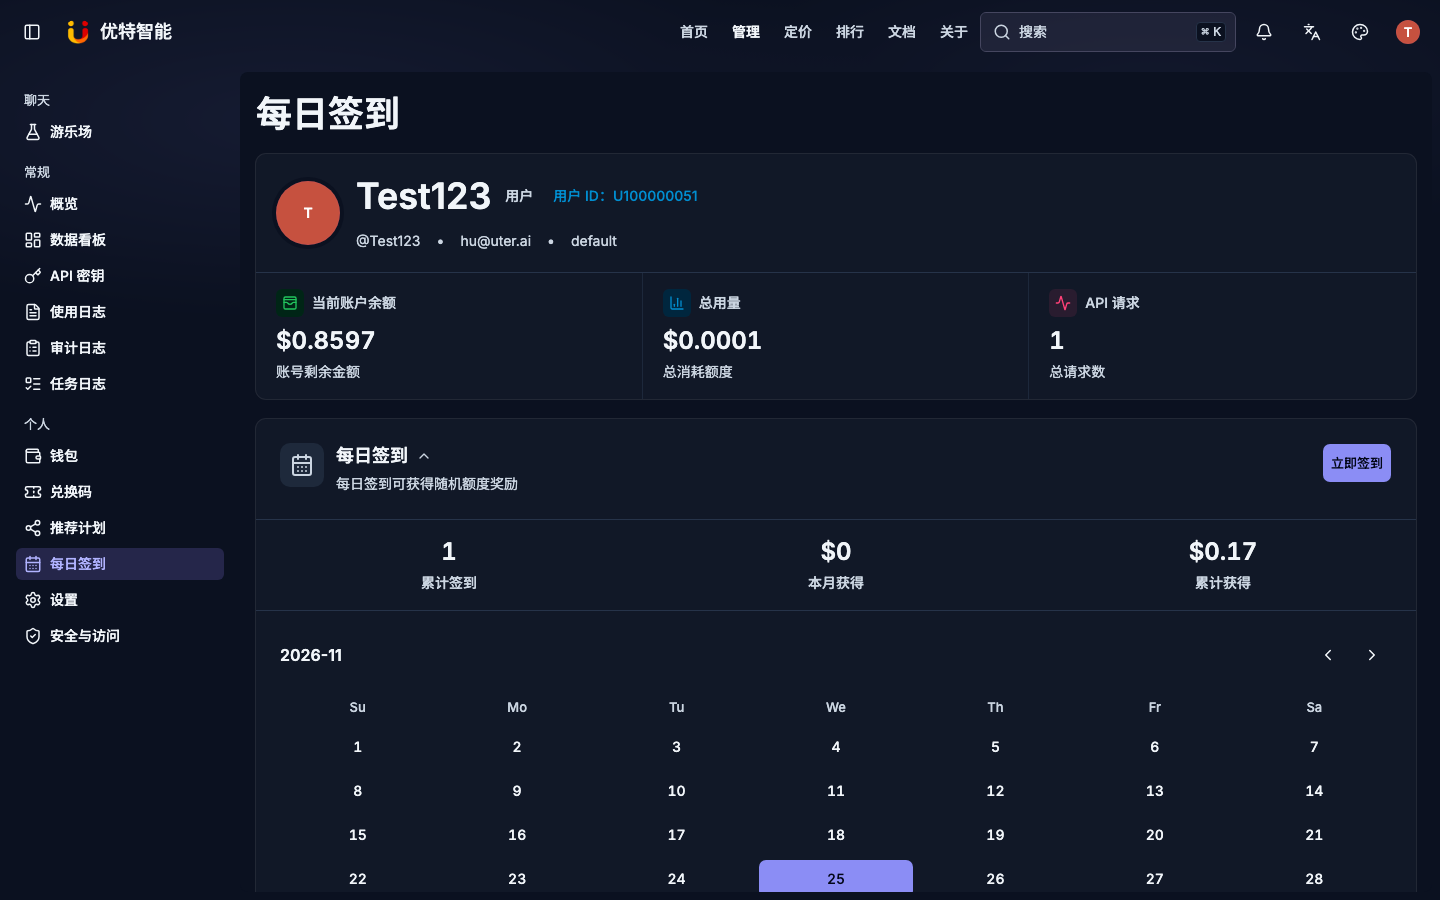 优特智能
首页 管理 定价 排行 文档 关于 搜索 ⌘ K T
聊天
游乐场
常规
概览
数据看板
API 密钥
使用日志
审计日志
任务日志
个人
钱包
兑换码
推荐计划
每日签到
设置
安全与访问
每日签到
T
Test123 用户 用户 ID: U100000051
@Test123 • hu@uter.ai • default
当前账户余额
$0.8597
账号剩余金额
总用量
$0.0001
总消耗额度
API 请求
1
总请求数
每日签到
每日签到可获得随机额度奖励
立即签到
1
累计签到
$0
本月获得
$0.17
累计获得
2026-11
Su Mo Tu We Th Fr Sa
1 2 3 4 5 6 7
8 9 10 11 12 13 14
15 16 17 18 19 20 21
22 23 24 25 26 27 28